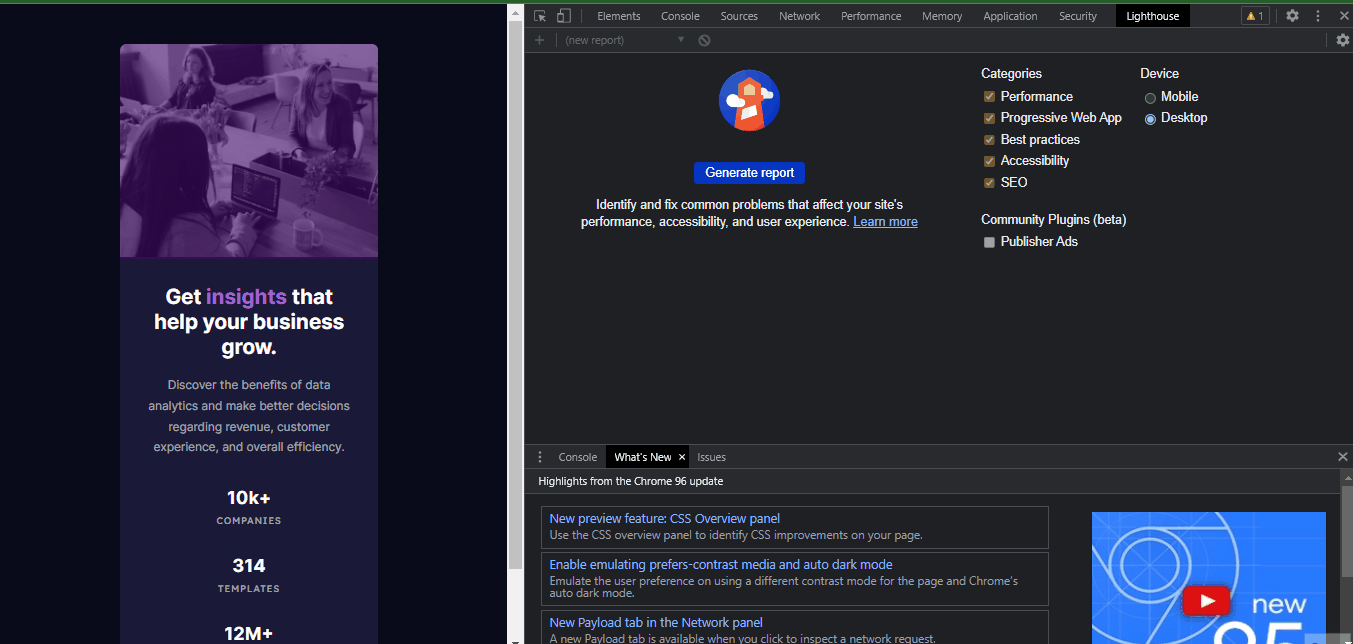 Get insights that
help your business
grow.
Discover the benefits of data
analytics and make better decisions
regarding revenue, customer
experience, and overall efficiency.
10k+
COMPANIES
314
TEMPLATES
12M+
Elements Console Sources Network Performance Memory Application Security Lighthouse 1
(new report)
Generate report
Identify and fix common problems that affect your site's
performance, accessibility, and user experience. Learn more
Categories
Performance
Progressive Web App
Best practices
Accessibility
SEO
Community Plugins (beta)
Publisher Ads
Device
Mobile
Desktop
Console What's New Issues
Highlights from the Chrome 96 update
New preview feature: CSS Overview panel
Use the CSS overview panel to identify CSS improvements on your page.
Enable emulating prefers-contrast media and auto dark mode
Emulate the user preference on using a different contrast mode for the page and Chrome's
auto dark mode.
New Payload tab in the Network panel
A new Payload tab is available when you click to inspect a network request.
new